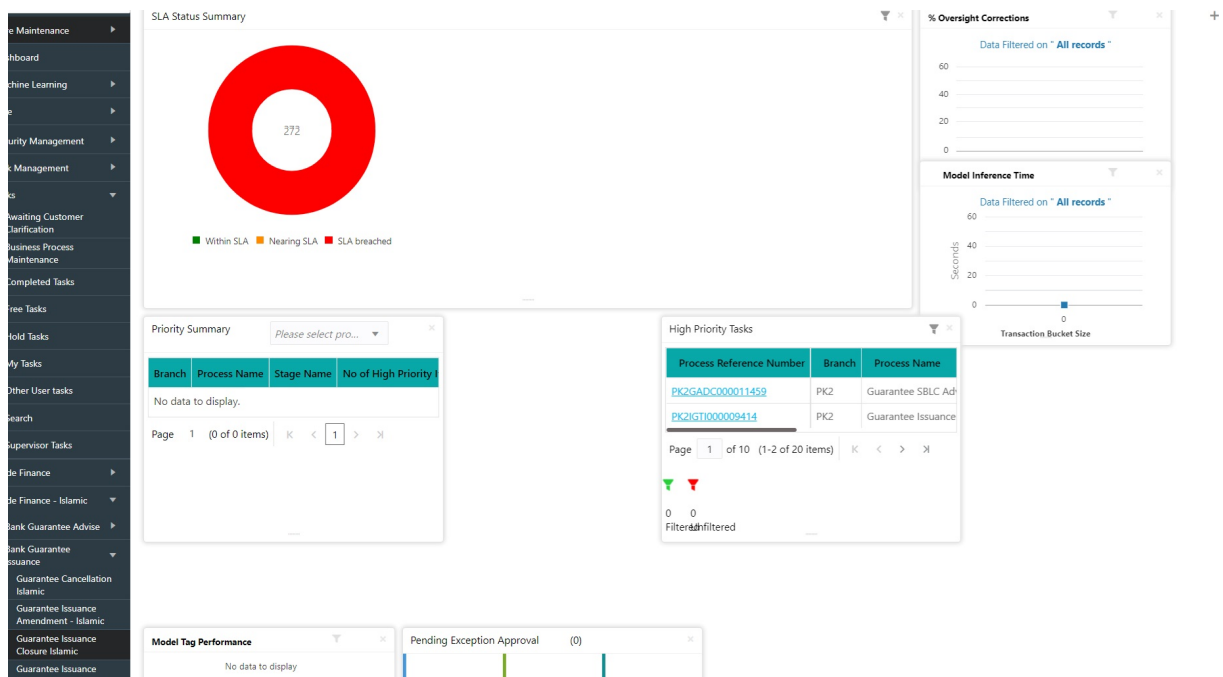 re Maintenance
shboard
chine Learning
e
urity Management
k Management
ks
Awaiting Customer
Clarification
Business Process
Maintenance
Completed Tasks
Free Tasks
Hold Tasks
My Tasks
Other User tasks
Search
Supervisor Tasks
de Finance
de Finance - Islamic
Bank Guarantee Advise
Bank Guarantee
Issuance
Guarantee Cancellation
Islamic
Guarantee Issuance
Amendment - Islamic
Guarantee Issuance
Closure Islamic
Guarantee Issuance
SLA Status Summary
Within SLA Nearing SLA SLA breached
% Oversight Corrections
Data Filtered on " All records "
60
40
20
0
Model Inference Time
Data Filtered on " All records "
60
40
20
0
Seconds
0
Transaction Bucket Size
Priority Summary Please select pro...
Branch Process Name Stage Name No of High Priority I
No data to display.
Page 1 (0 of 0 items) 1
High Priority Tasks
Process Reference Number Branch Process Name
PK2GADC000011459 PK2 Guarantee SBLC Adv
PK2IGTI000009414 PK2 Guarantee Issuance
Page 1 of 10 (1-2 of 20 items)
0 0
Filtered Unfiltered
Model Tag Performance
No data to display
Pending Exception Approval (0)